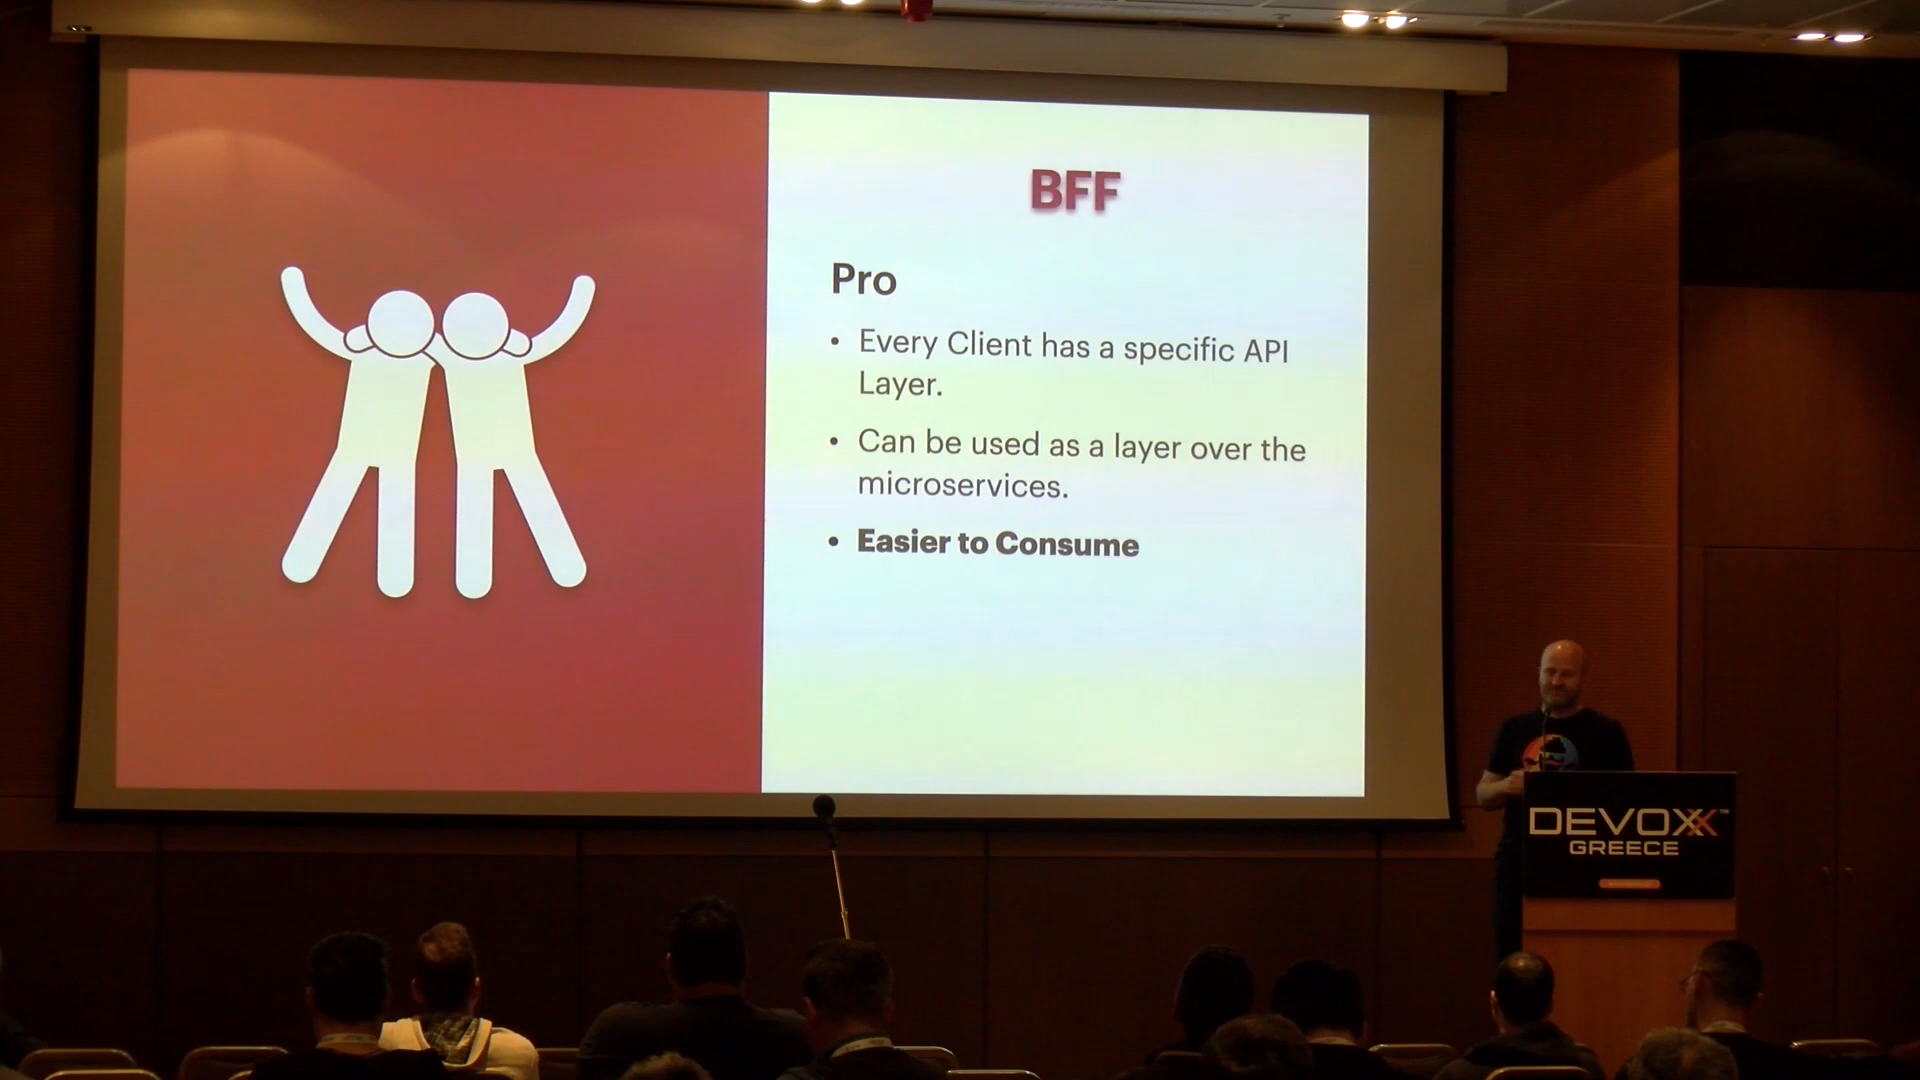 BFF
Pro
• Every Client has a specific API
Layer.
• Can be used as a layer over the
microservices.
• Easier to Consume
DEVOXX™
GREECE